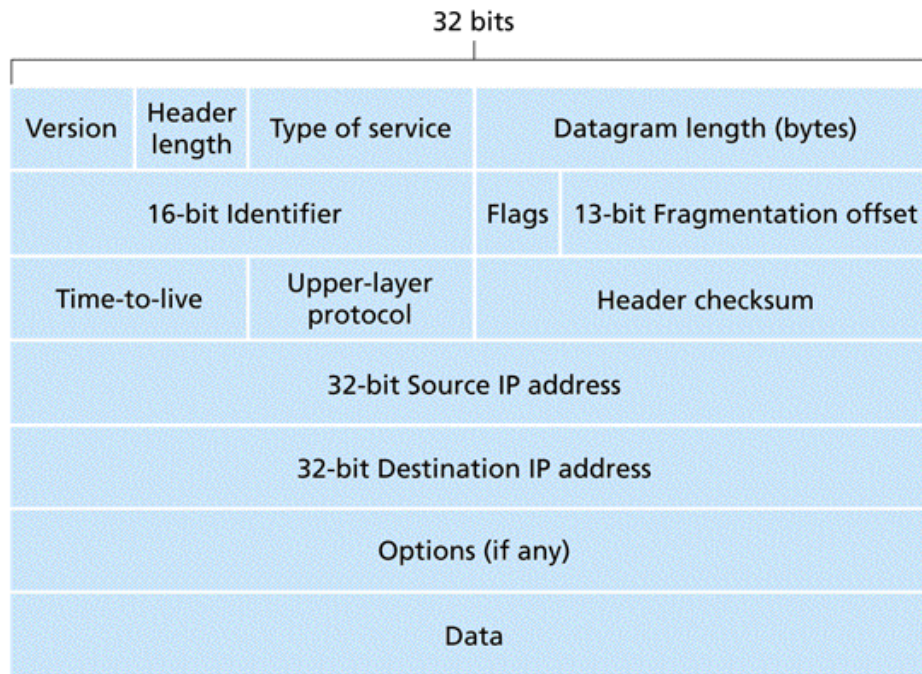 32 bits
Version
Header
length
Type of service
Datagram length (bytes)
16-bit Identifier
Flags
13-bit Fragmentation offset
Time-to-live
Upper-layer
protocol
Header checksum
32-bit Source IP address
32-bit Destination IP address
Options (if any)
Data